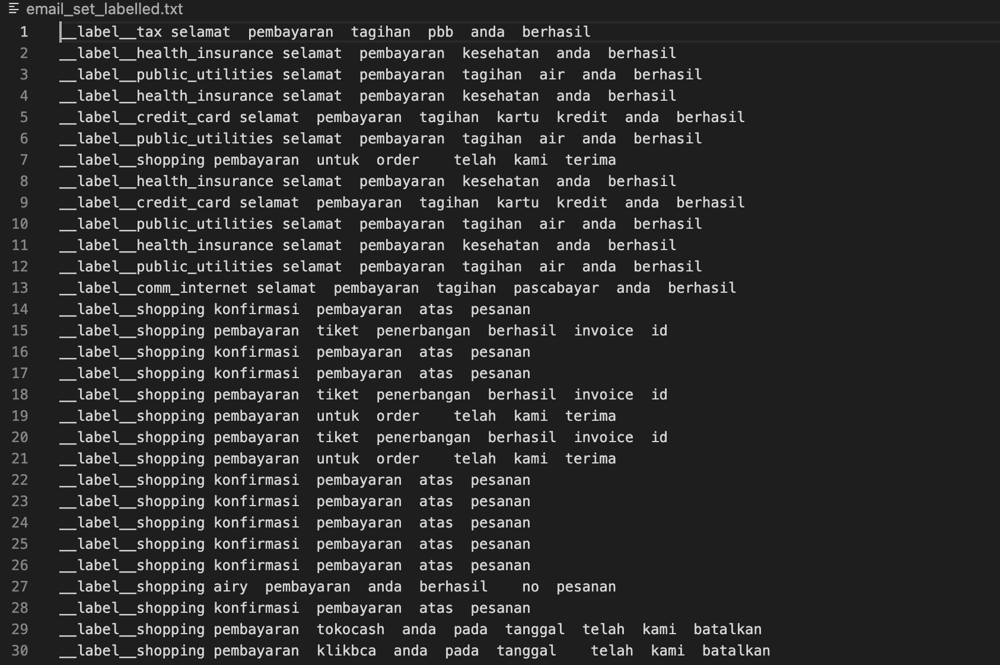 email_set_labelled.txt
1 __label__tax selamat  pembayaran  tagihan  pbb  anda  berhasil
2 __label__health_insurance selamat  pembayaran  kesehatan  anda  berhasil
3 __label__public_utilities selamat  pembayaran  tagihan  air  anda  berhasil
4 __label__health_insurance selamat  pembayaran  kesehatan  anda  berhasil
5 __label__credit_card selamat  pembayaran  tagihan  kartu  kredit  anda  berhasil
6 __label__public_utilities selamat  pembayaran  tagihan  air  anda  berhasil
7 __label__shopping pembayaran  untuk  order    telah  kami  terima
8 __label__health_insurance selamat  pembayaran  kesehatan  anda  berhasil
9 __label__credit_card selamat  pembayaran  tagihan  kartu  kredit  anda  berhasil
10 __label__public_utilities selamat  pembayaran  tagihan  air  anda  berhasil
11 __label__health_insurance selamat  pembayaran  kesehatan  anda  berhasil
12 __label__public_utilities selamat  pembayaran  tagihan  air  anda  berhasil
13 __label__comm_internet selamat  pembayaran  tagihan  pascabayar  anda  berhasil
14 __label__shopping konfirmasi  pembayaran  atas  pesanan
15 __label__shopping pembayaran  tiket  penerbangan  berhasil  invoice  id
16 __label__shopping konfirmasi  pembayaran  atas  pesanan
17 __label__shopping konfirmasi  pembayaran  atas  pesanan
18 __label__shopping pembayaran  tiket  penerbangan  berhasil  invoice  id
19 __label__shopping pembayaran  untuk  order    telah  kami  terima
20 __label__shopping pembayaran  tiket  penerbangan  berhasil  invoice  id
21 __label__shopping pembayaran  untuk  order    telah  kami  terima
22 __label__shopping konfirmasi  pembayaran  atas  pesanan
23 __label__shopping konfirmasi  pembayaran  atas  pesanan
24 __label__shopping konfirmasi  pembayaran  atas  pesanan
25 __label__shopping konfirmasi  pembayaran  atas  pesanan
26 __label__shopping konfirmasi  pembayaran  atas  pesanan
27 __label__shopping airy  pembayaran  anda  berhasil    no  pesanan
28 __label__shopping konfirmasi  pembayaran  atas  pesanan
29 __label__shopping pembayaran  tokocash  anda  pada  tanggal  telah  kami  batalkan
30 __label__shopping pembayaran  klikbca  anda  pada  tanggal    telah  kami  batalkan